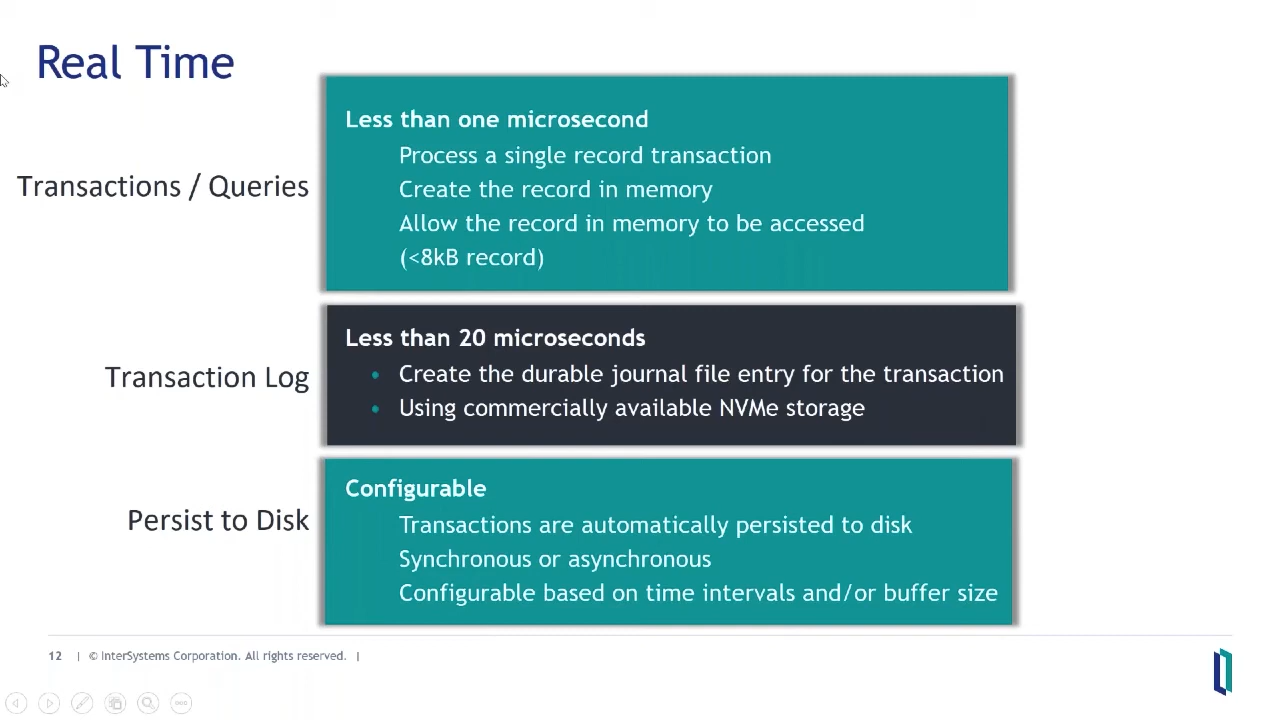 Real Time
Transactions / Queries
Less than one microsecond
Process a single record transaction
Create the record in memory
Allow the record in memory to be accessed
(<8kB record)
Transaction Log
Less than 20 microseconds
• Create the durable journal file entry for the transaction
• Using commercially available NVMe storage
Persist to Disk
Configurable
Transactions are automatically persisted to disk
Synchronous or asynchronous
Configurable based on time intervals and/or buffer size
12 | © InterSystems Corporation. All rights reserved. |